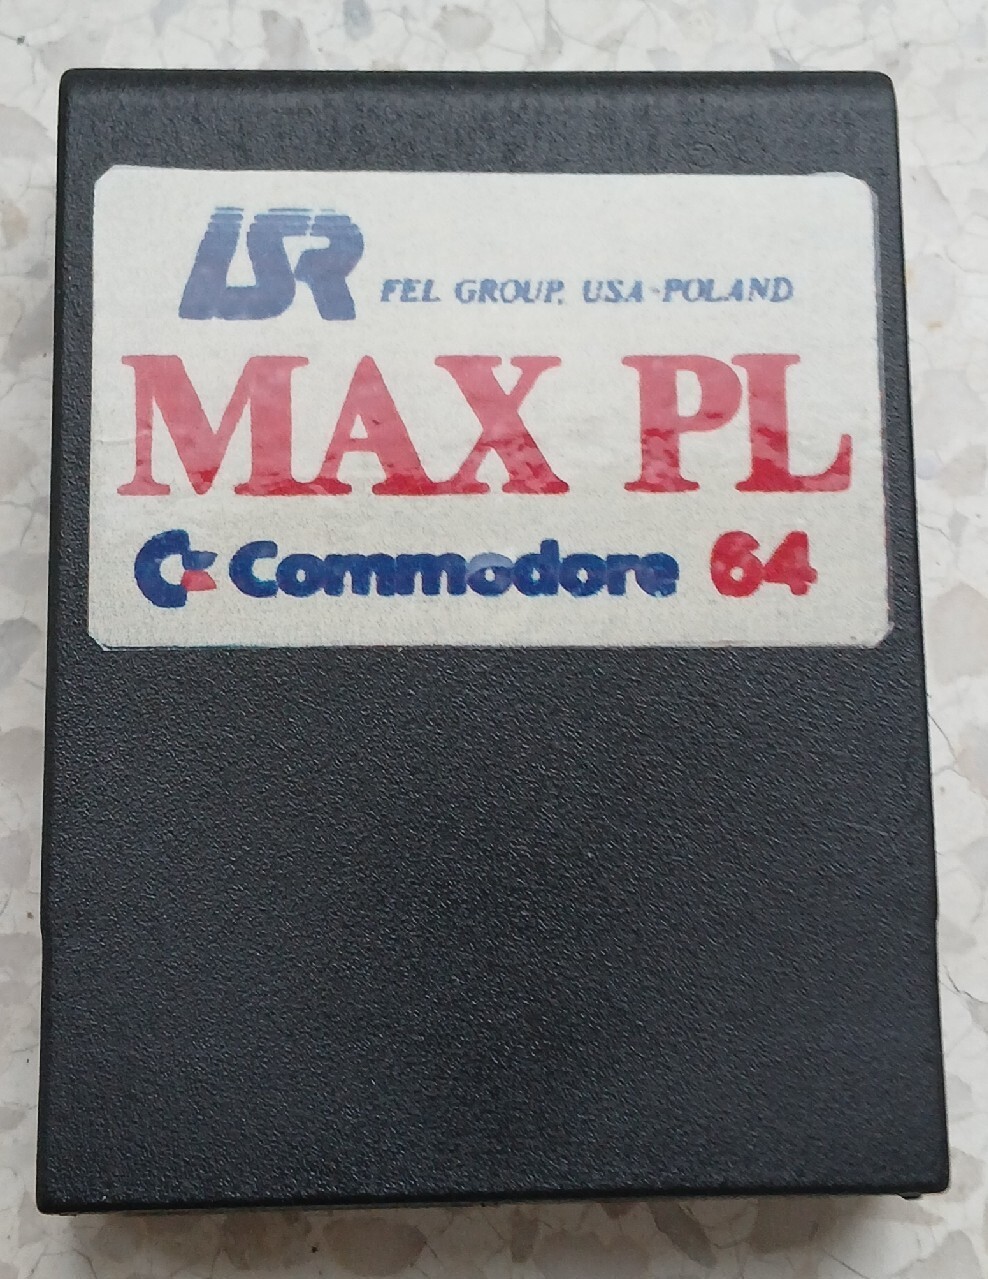 LSR FEL GROUP, USA-POLAND
MAX PL
Commodore 64